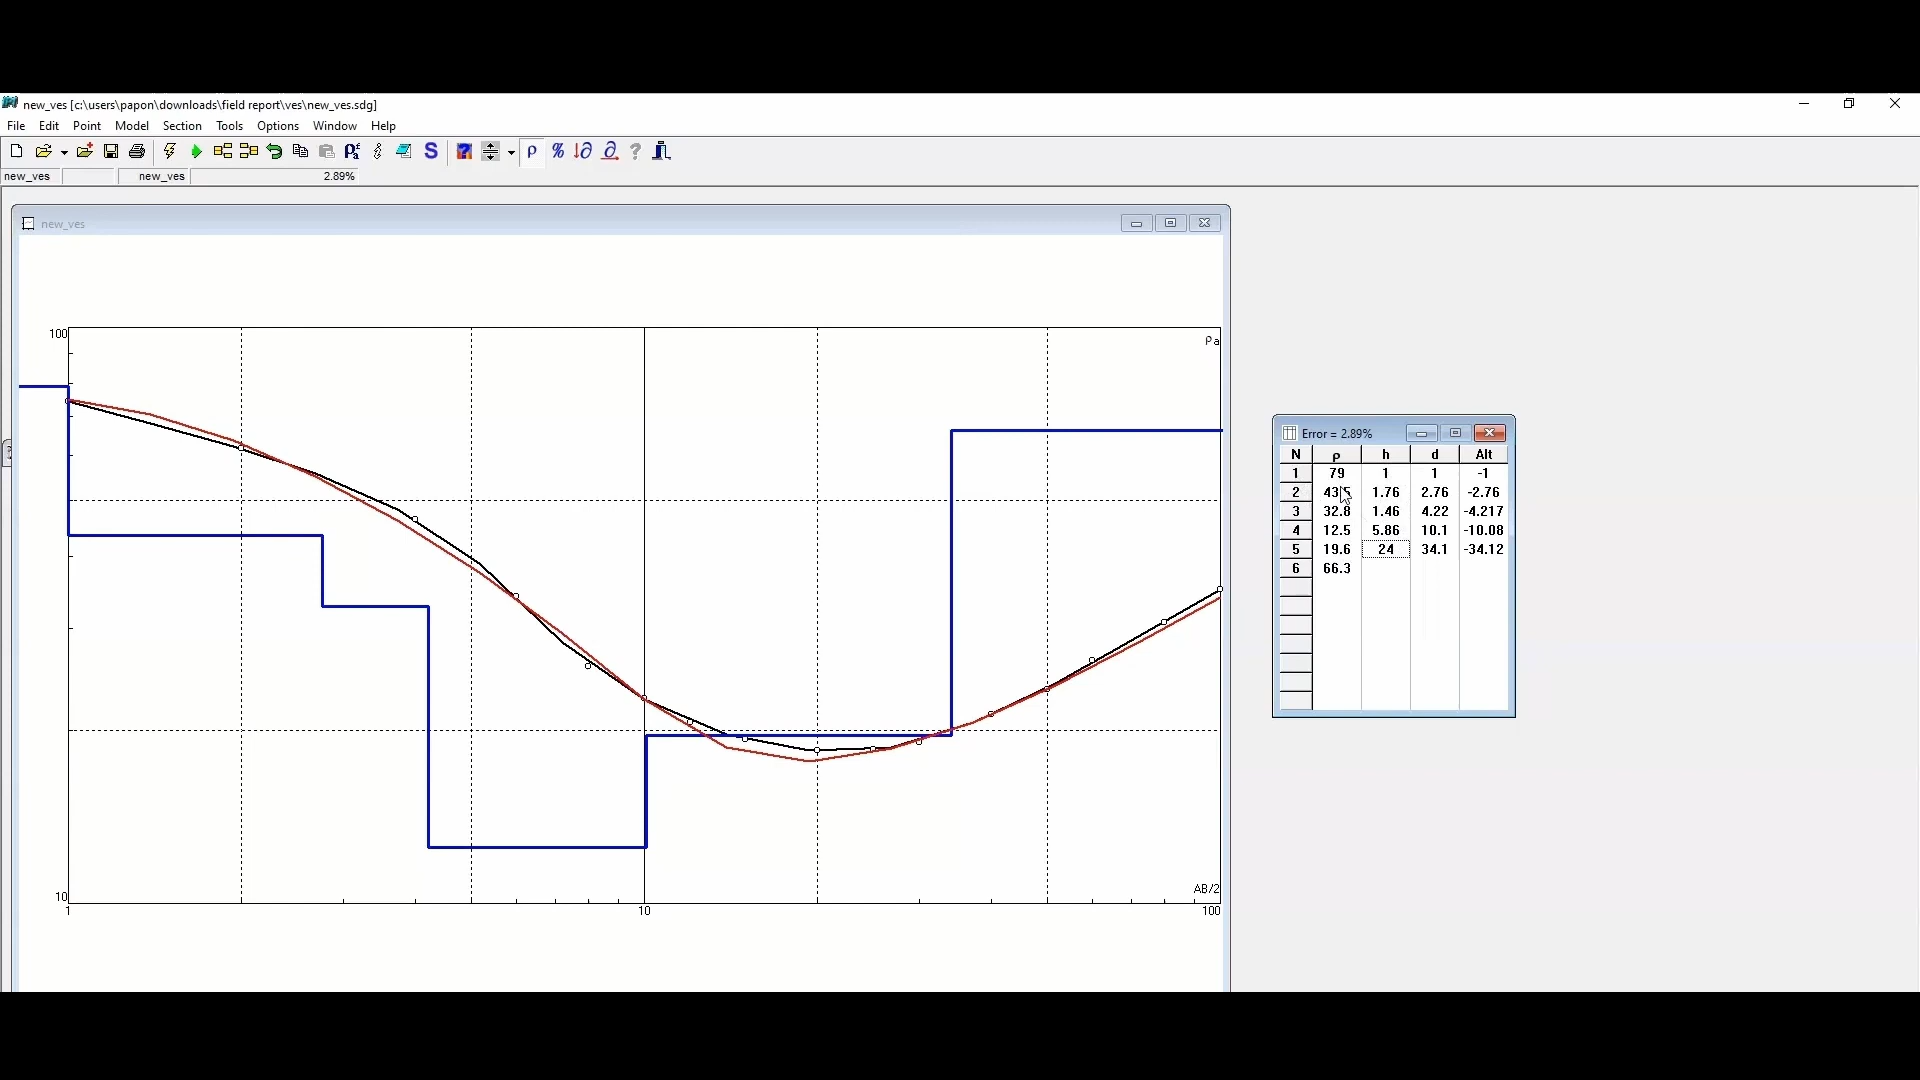 new_ves [c:\users\papon\downloads\field report\ves\new_ves.sdg]
File Edit Point Model Section Tools Options Window Help
new_ves new_ves 2.89%
new_ves
100
ρa
10
AB/2
1 10 100
Error = 2.89%
N ρ h d Alt
1 79 1 1 -1
2 43.5 1.76 2.76 -2.76
3 32.8 1.46 4.22 -4.217
4 12.5 5.86 10.1 -10.08
5 19.6 24 34.1 -34.12
6 66.3